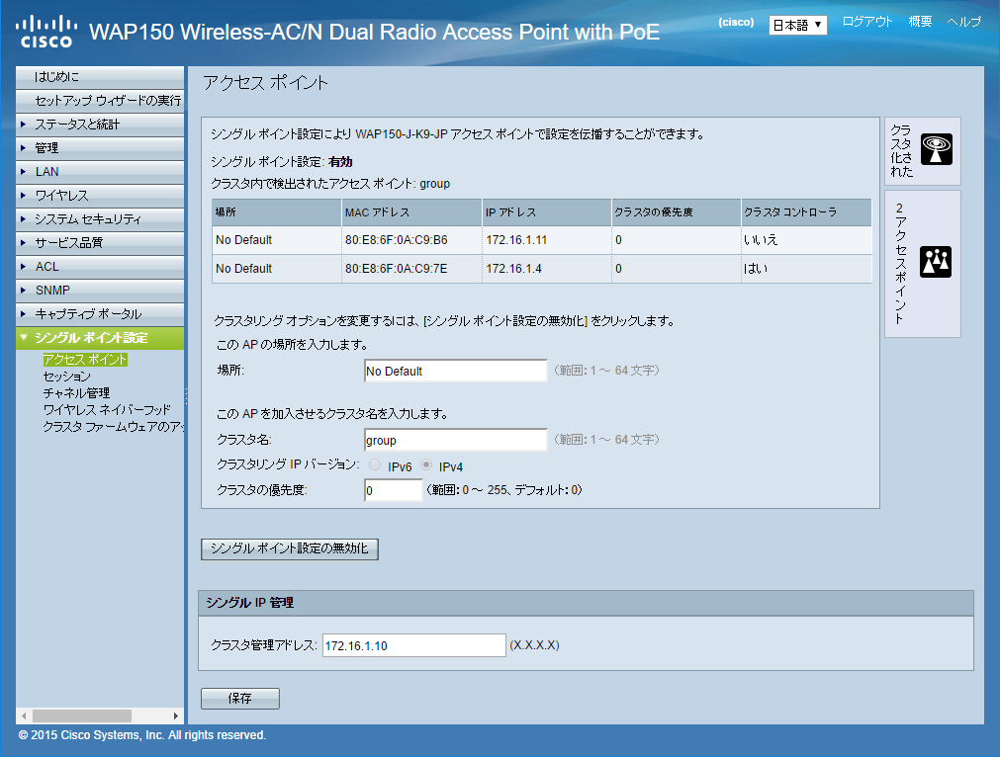 CISCO
WAP150 Wireless-AC/N Dual Radio Access Point with PoE
(cisco)
日本語
ログアウト
概要
ヘルプ
はじめに
セットアップ ウィザードの実行
ステータスと統計
管理
LAN
ワイヤレス
システム セキュリティ
サービス品質
ACL
SNMP
キャプティブ ポータル
シングル ポイント設定
アクセス ポイント
セッション
チャネル管理
ワイヤレス ネイバーフッド
クラスタ ファームウェアのアッ
アクセス ポイント
シングル ポイント設定により WAP150-J-K9-JP アクセス ポイントで設定を伝播することができます。
シングル ポイント設定: 有効
クラスタ内で検出されたアクセス ポイント: group
場所 MAC アドレス IP アドレス クラスタの優先度 クラスタ コントローラ
No Default 80:E8:6F:0A:C9:B6 172.16.1.11 0 いいえ
No Default 80:E8:6F:0A:C9:7E 172.16.1.4 0 はい
クラスタリング オプションを変更するには、[シングル ポイント設定の無効化] をクリックします。
この AP の場所を入力します。
場所: No Default (範囲: 1 ～ 64 文字)
この AP を加入させるクラスタ名を入力します。
クラスタ名: group (範囲: 1 ～ 64 文字)
クラスタリング IP バージョン: IPv6 IPv4
クラスタの優先度: 0 (範囲: 0 ～ 255、デフォルト: 0)
クラスタ化された
2 アクセスポイント
シングル ポイント設定の無効化
シングル IP 管理
クラスタ管理アドレス: 172.16.1.10 (X.X.X.X)
保存
© 2015 Cisco Systems, Inc. All rights reserved.